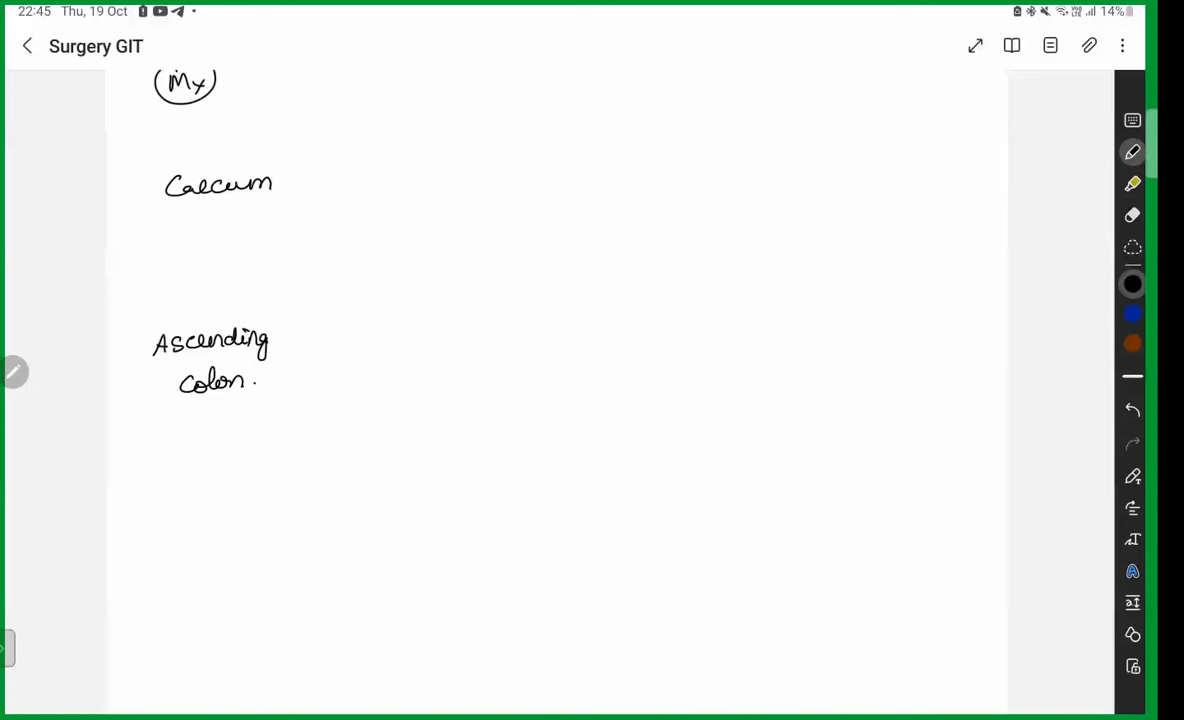 22:45 Thu, 19 Oct 14%
Surgery GIT
Mx
Caecum
Ascending
Colon.